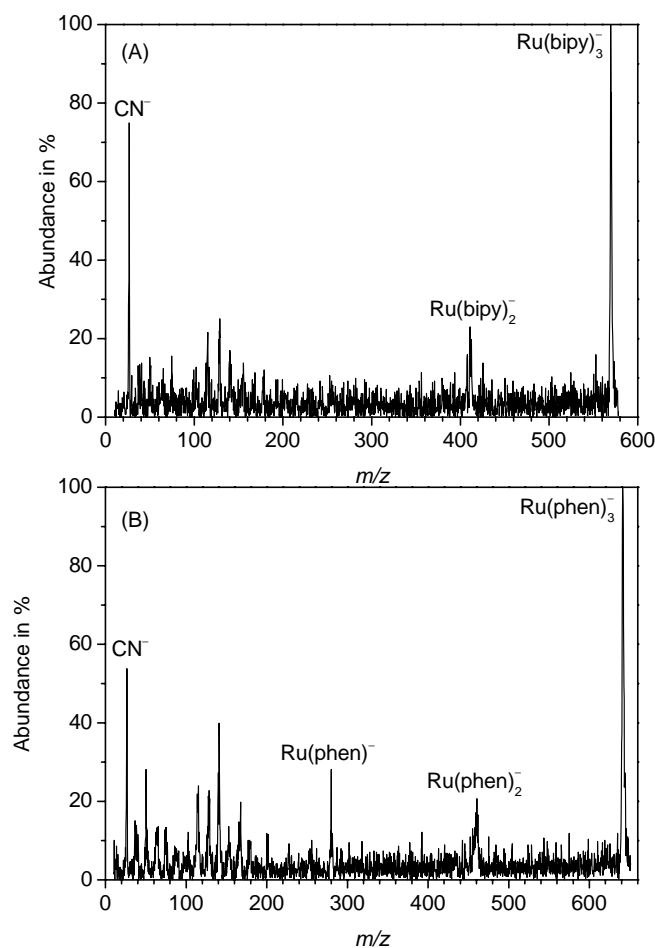 100
(A)
Ru(bipy)₃⁻
80
CN⁻
60
Abundance in %
40
Ru(bipy)₂⁻
20
0
0 100 200 300 400 500 600
m/z
100
(B)
Ru(phen)₃⁻
80
60
CN⁻
Abundance in %
40
Ru(phen)⁻
Ru(phen)₂⁻
20
0
0 100 200 300 400 500 600
m/z